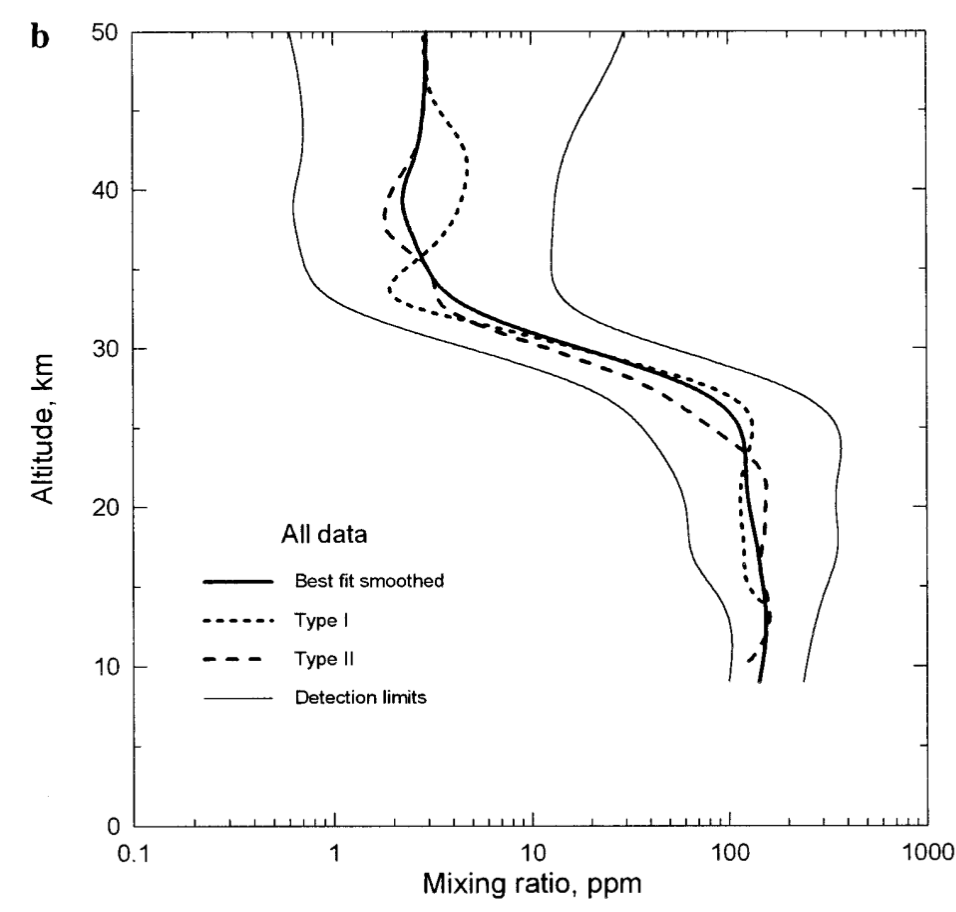 b
50
40
30
20
10
0
Altitude, km
All data
Best fit smoothed
Type I
Type II
Detection limits
0.1
1
10
100
1000
Mixing ratio, ppm